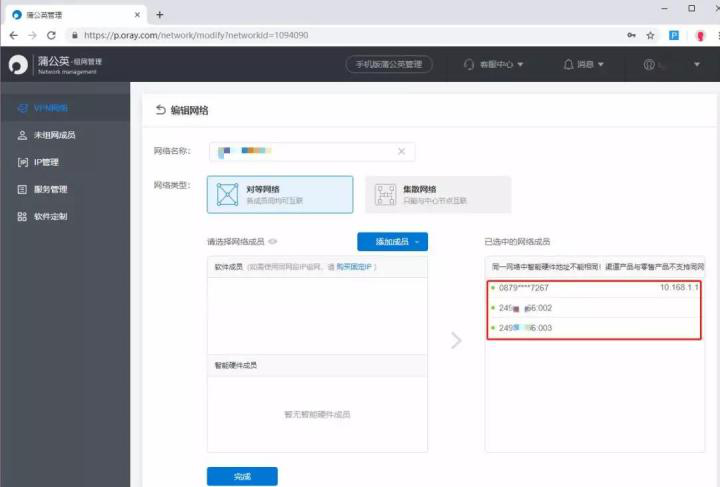 蒲公英管理
p.oray.com/network/modify?networkId=1094090
蒲公英·组网管理
Network management
手机版蒲公英管理
客服中心
消息
VPN网络
未组网成员
IP管理
服务管理
软件定制
编辑网络
网络名称:
网络类型:
对等网络
各成员间均可互联
集散网络
只能与中心节点互联
请选择网络成员
添加成员
已选中的网络成员
软件成员 (如需使用同网段IP组网,请 购买固定IP )
同一网络中智能硬件地址不能相同!渠道产品与零售产品不支持同网
0879****7267
10.168.1.1
249 66:002
249 6:003
智能硬件成员
暂无智能硬件成员
完成